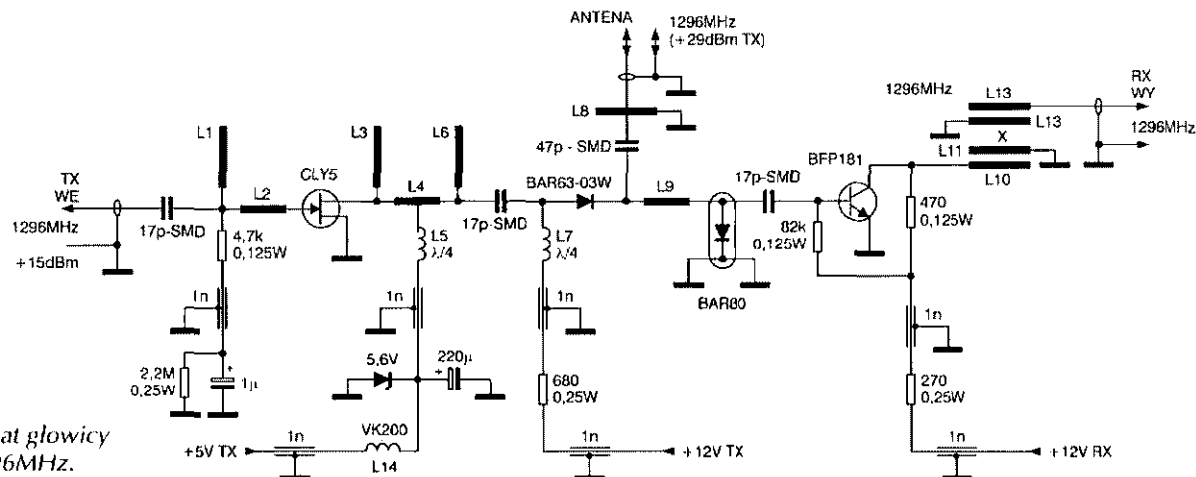 ANTENA
1296MHz
(+29dBm TX)
L8
47p - SMD
1296MHz
L13
RX
WY
L13
1296MHz
X
L11
L10
L1
L3
L6
TX
WE
L2
CLY5
L4
BAR63-03W
L9
17p-SMD
BFP181
17p-SMD
17p-SMD
1296MHz
+15dBm
4,7k
0,125W
L5
λ/4
L7
λ/4
82k
0,125W
470
0,125W
BAR80
1n
1n
1n
1n
2,2M
0,25W
+
1µ
5,6V
220µ
+
680
0,25W
270
0,25W
+5V TX
1n
VK200
L14
1n
+12V TX
1n
+12V RX
at głowicy
6MHz.